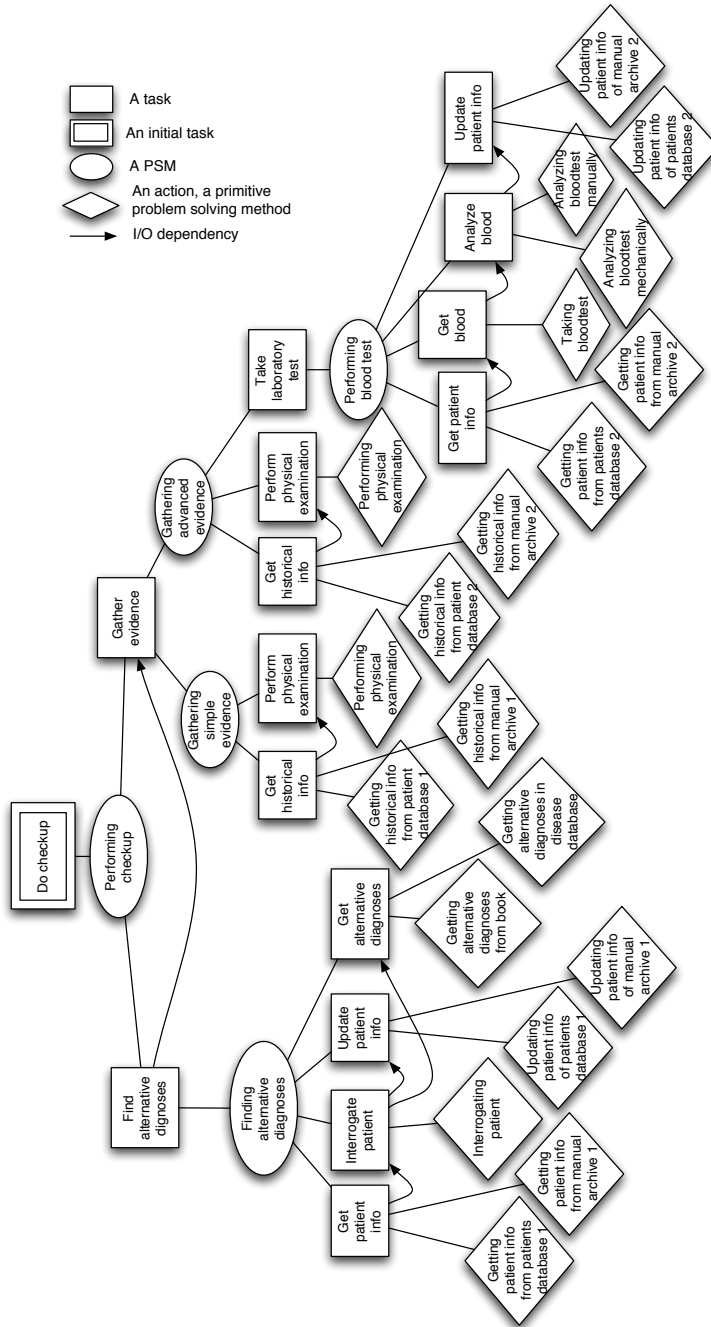 A task
An initial task
A PSM
An action, a primitive
problem solving method
I/O dependency
Do checkup
Performing
checkup
Find
alternative
dignoses
Gather
evidence
Finding
alternative
diagnoses
Gathering
simple
evidence
Gathering
advanced
evidence
Get
patient
info
Interrogate
patient
Update
patient
info
Get
alternative
diagnoses
Get
historical
info
Perform
physical
examination
Get
historical
info
Perform
physical
examination
Take
laboratory
test
Performing
blood test
Get patient
info
Get
blood
Analyze
blood
Update
patient info
Getting
patient info
from patients
database 1
Getting
patient info
from manual
archive 1
Interrogating
patient
Updating
patient info
of patients
database 1
Updating
patient info
of manual
archive 1
Getting
alternative
diagnoses
from book
Getting
alternative
diagnoses in
disease
database
Getting
historical info
from patient
database 1
Getting
historical info
from manual
archive 1
Performing
physical
examination
Getting
historical info
from patient
database 2
Getting
historical info
from manual
archive 2
Performing
physical
examination
Getting
patient info
from patients
database 2
Getting
patient info
from manual
archive 2
Taking
bloodtest
Analyzing
bloodtest
mechanically
Analyzing
bloodtest
manually
Updating
patient info
of patients
database 2
Updating
patient info
of manual
archive 2